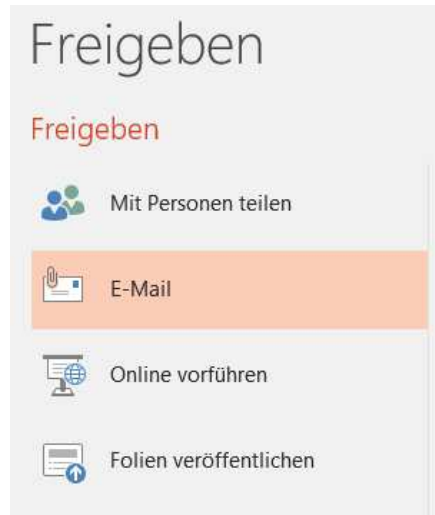 Freigeben
Freigeben
Mit Personen teilen
E-Mail
Online vorführen
Folien veröffentlichen